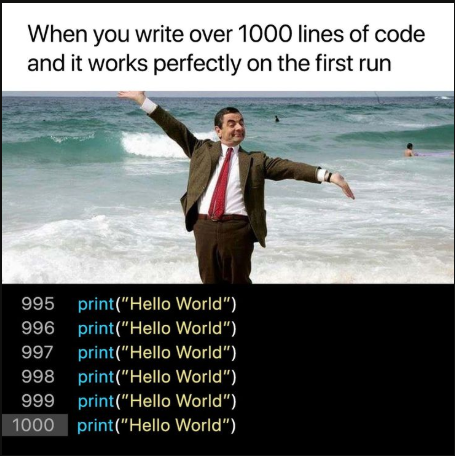 When you write over 1000 lines of code
and it works perfectly on the first run
995 print("Hello World")
996 print("Hello World")
997 print("Hello World")
998 print("Hello World")
999 print("Hello World")
1000 print("Hello World")